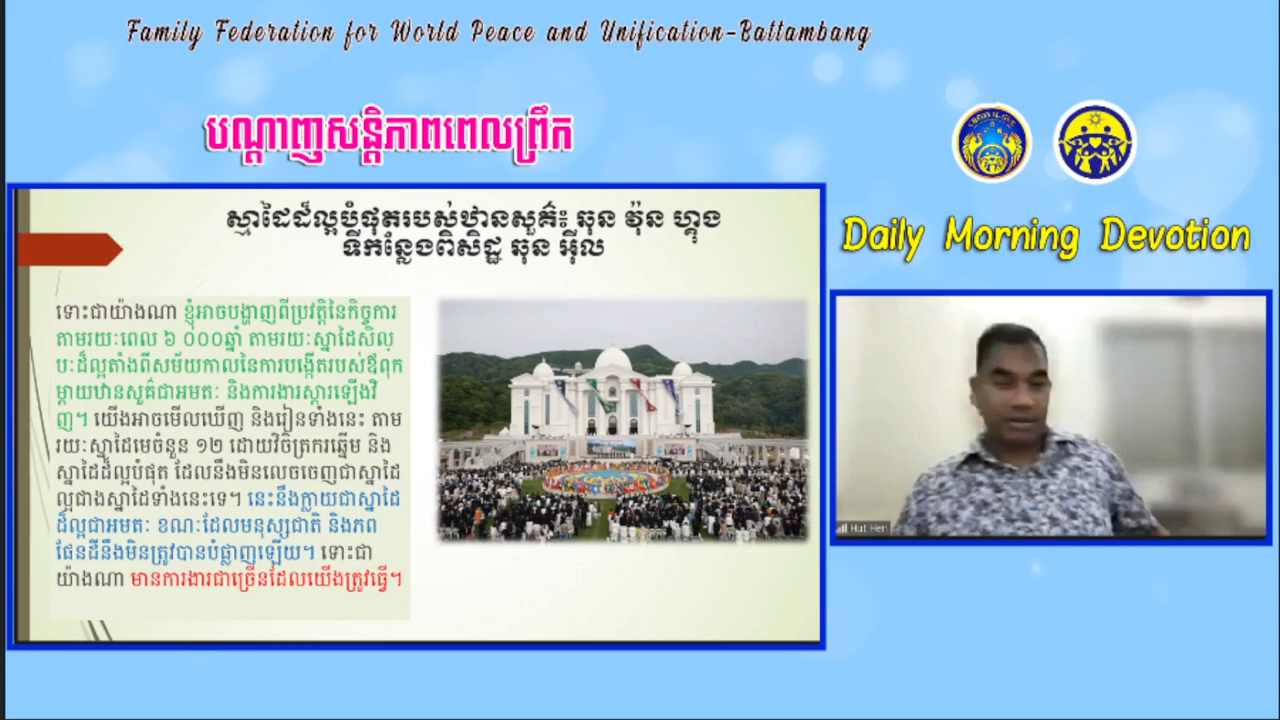 Family Federation for World Peace and Unification-Battambang
បណ្តាញសន្តិភាពពេលព្រឹក
Daily Morning Devotion
ស្មាដៃដ៏ល្អបំផុតរបស់ឋានសួគ៌៖ ឆុន វ៉ុន ហ្គុង
ទីកន្លែងពិសិដ្ឋ ឆុន អ៊ីល
ទោះជាយ៉ាងណា ខ្ញុំអាចបង្ហាញពីប្រវត្តិនៃកិច្ចការ
តាមរយៈពេល ៦ ០០០ឆ្នាំ តាមរយៈស្នាដៃសិល្
បៈដ៏ល្អតាំងពីសម័យកាលនៃការបង្កើតរបស់ឪពុក
ម្តាយឋានសួគ៌ជាអមតៈ និងការងារស្តារឡើងវិ
ញ។ យើងអាចមើលឃើញ និងរៀនទាំងនេះ តាម
រយៈស្នាដៃមេចំនួន ១២ ដោយវិចិត្រករឆ្នើម និង
ស្នាដៃដ៏ល្អបំផុត ដែលនឹងមិនលេចចេញជាស្នាដៃ
ល្អជាងស្នាដៃទាំងនេះទេ។ នេះនឹងក្លាយជាស្នាដៃ
ដ៏ល្អជាអមតៈ ខណៈដែលមនុស្សជាតិ និងភព
ផែនដីនឹងមិនត្រូវបានបំផ្លាញឡើយ។ ទោះជា
យ៉ាងណា មានការងារជាច្រើនដែលយើងត្រូវធ្វើ។
Hut Hen